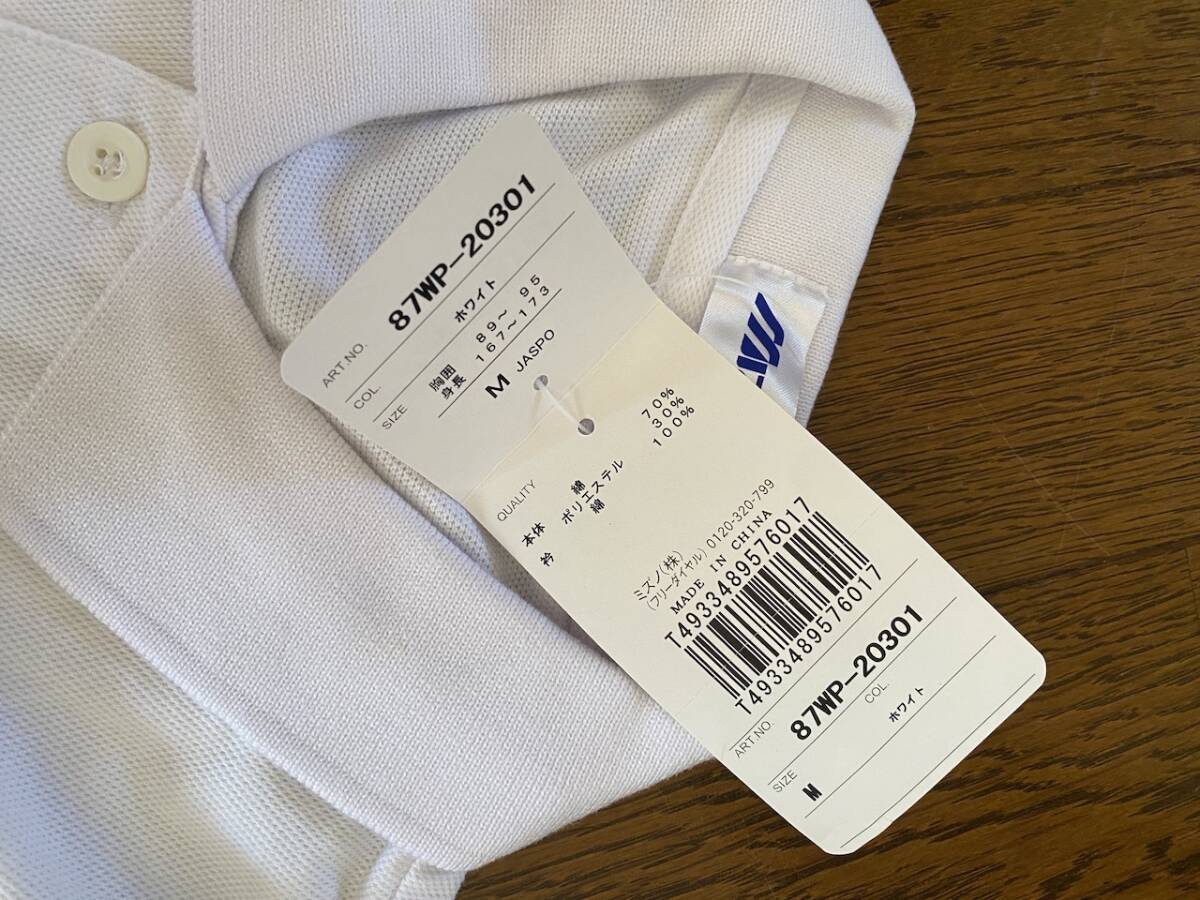 ART NO. 87WP-20301
COL. ホワイト
SIZE 胸囲 89～ 95
身長 167～173
M JASPO
QUALITY
本体 綿 70%
ポリエステル 30%
衿 綿 100%
ミズノ(株)
(フリーダイヤル) 0120-320-799
MADE IN CHINA
T4933489576017
T4933489576017
ART.NO. 87WP-20301
COL. ホワイト
SIZE M